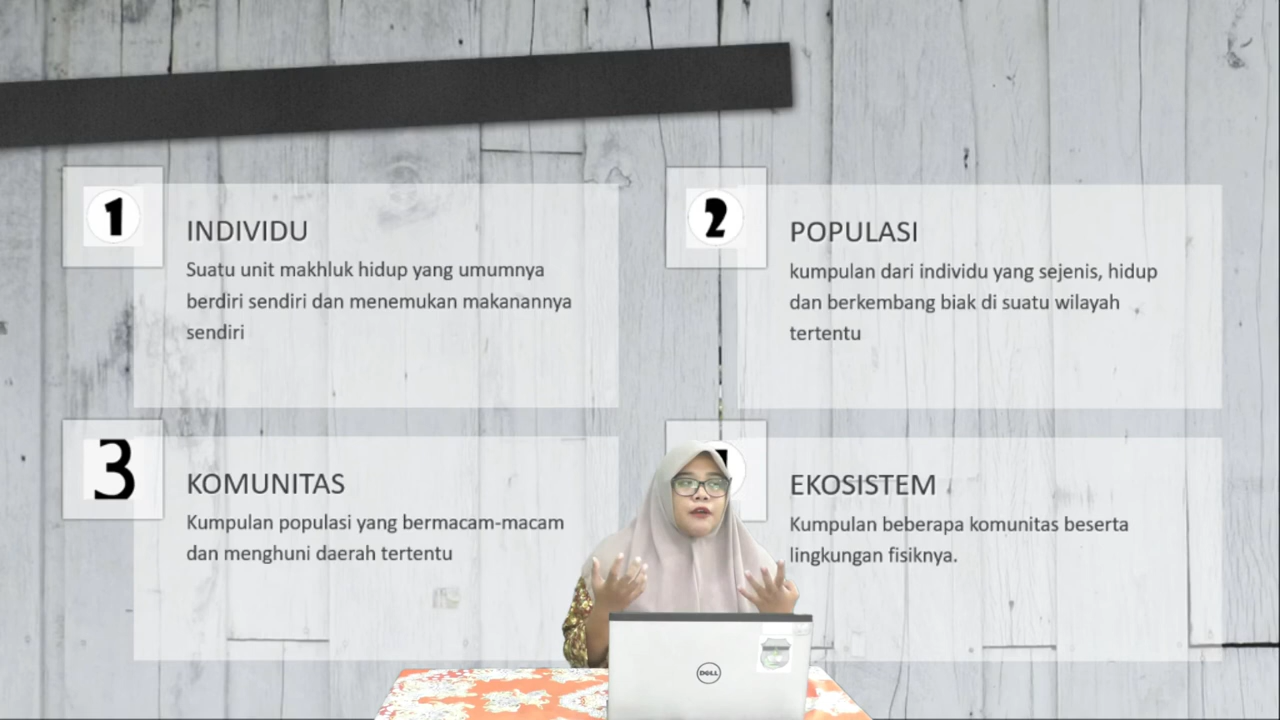 1
INDIVIDU
Suatu unit makhluk hidup yang umumnya
berdiri sendiri dan menemukan makanannya
sendiri
2
POPULASI
kumpulan dari individu yang sejenis, hidup
dan berkembang biak di suatu wilayah
tertentu
3
KOMUNITAS
Kumpulan populasi yang bermacam-macam
dan menghuni daerah tertentu
EKOSISTEM
Kumpulan beberapa komunitas beserta
lingkungan fisiknya.
DELL